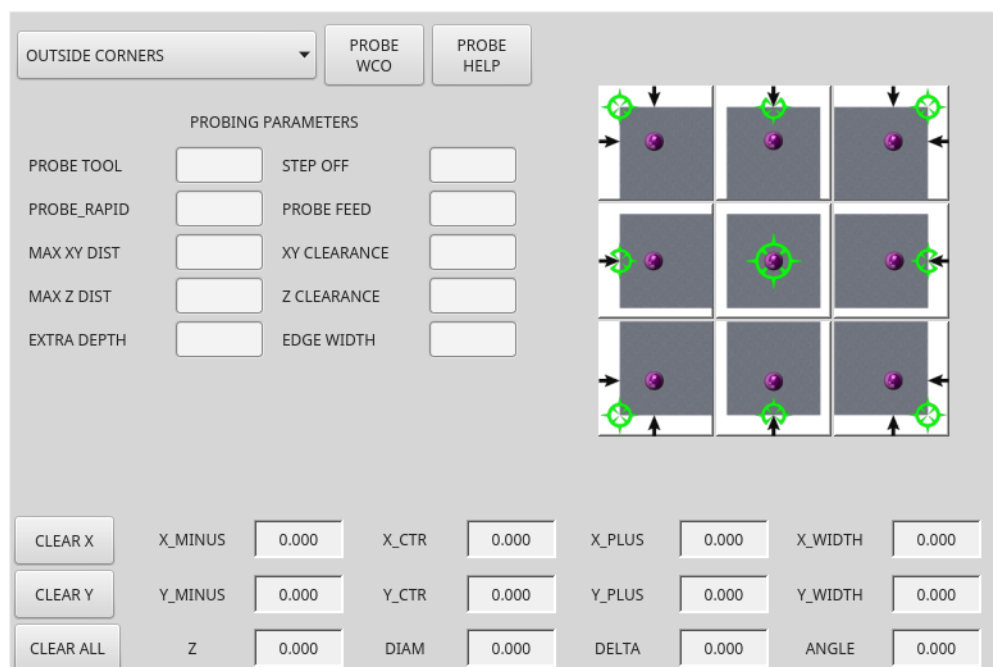 OUTSIDE CORNERS
PROBE
WCO
PROBE
HELP
PROBING PARAMETERS
PROBE TOOL STEP OFF
PROBE_RAPID PROBE FEED
MAX XY DIST XY CLEARANCE
MAX Z DIST Z CLEARANCE
EXTRA DEPTH EDGE WIDTH
CLEAR X X_MINUS 0.000 X_CTR 0.000 X_PLUS 0.000 X_WIDTH 0.000
CLEAR Y Y_MINUS 0.000 Y_CTR 0.000 Y_PLUS 0.000 Y_WIDTH 0.000
CLEAR ALL Z 0.000 DIAM 0.000 DELTA 0.000 ANGLE 0.000